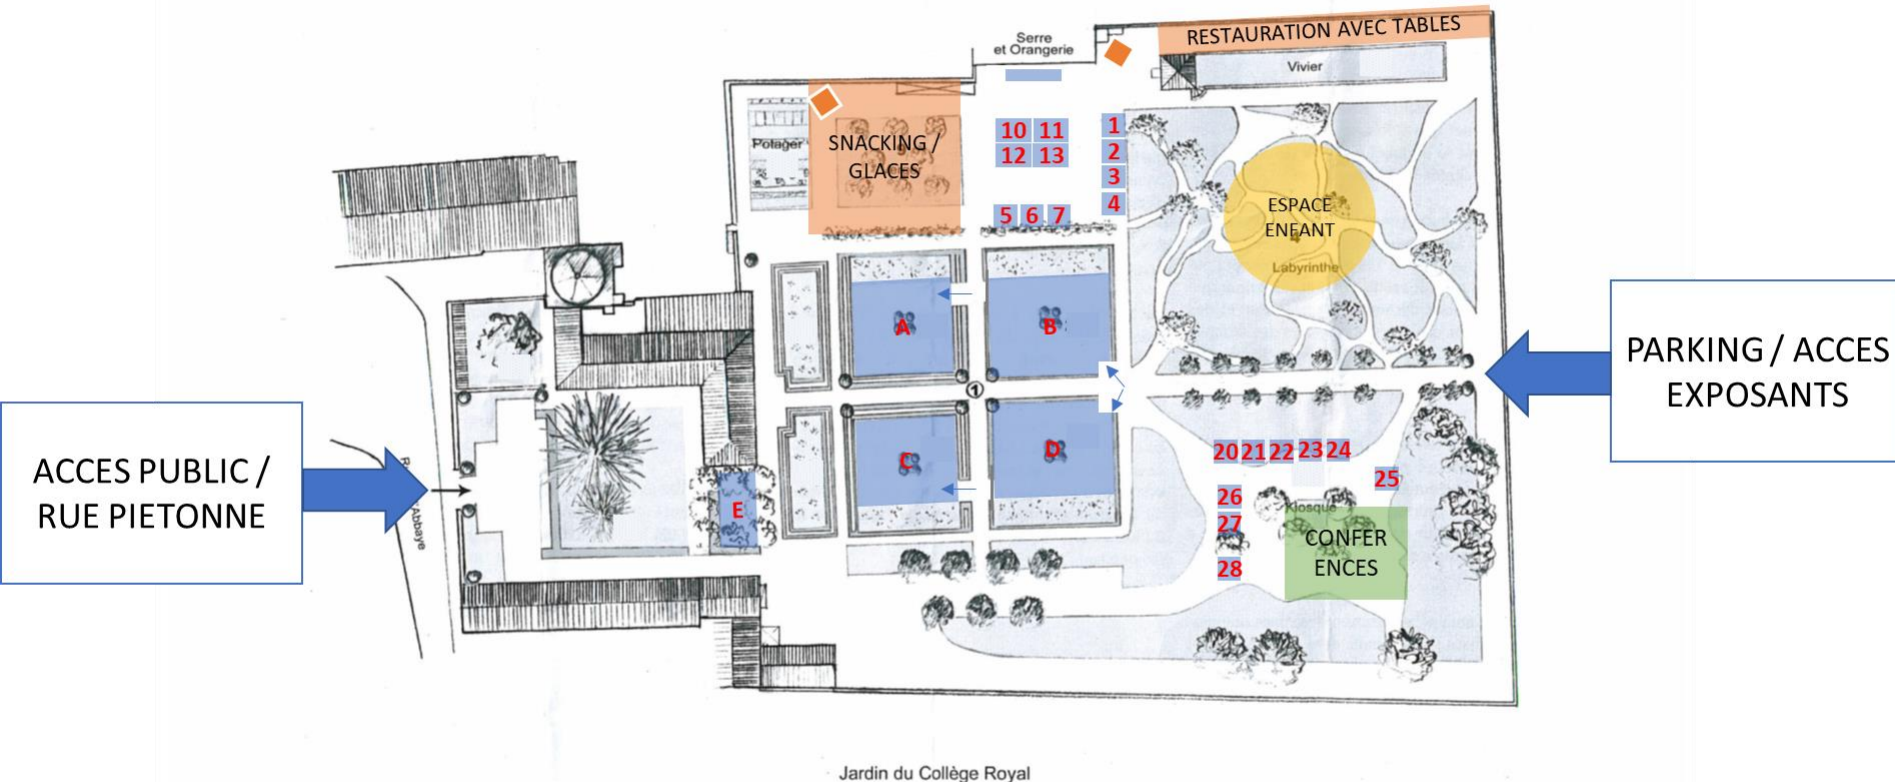 RESTAURATION AVEC TABLES
Serre
et Orangerie
Vivier
10 11
12 13
1
2
3
4
5 6 7
Potager
SNACKING /
GLACES
ESPACE
ENFANT
Labyrinthe
A
B
1
C
D
E
PARKING / ACCES
EXPOSANTS
ACCES PUBLIC /
RUE PIETONNE
Abbaye
20 21 22 23 24
25
26
27
28
Kiosque
CONFER
ENCES
Jardin du Collège Royal